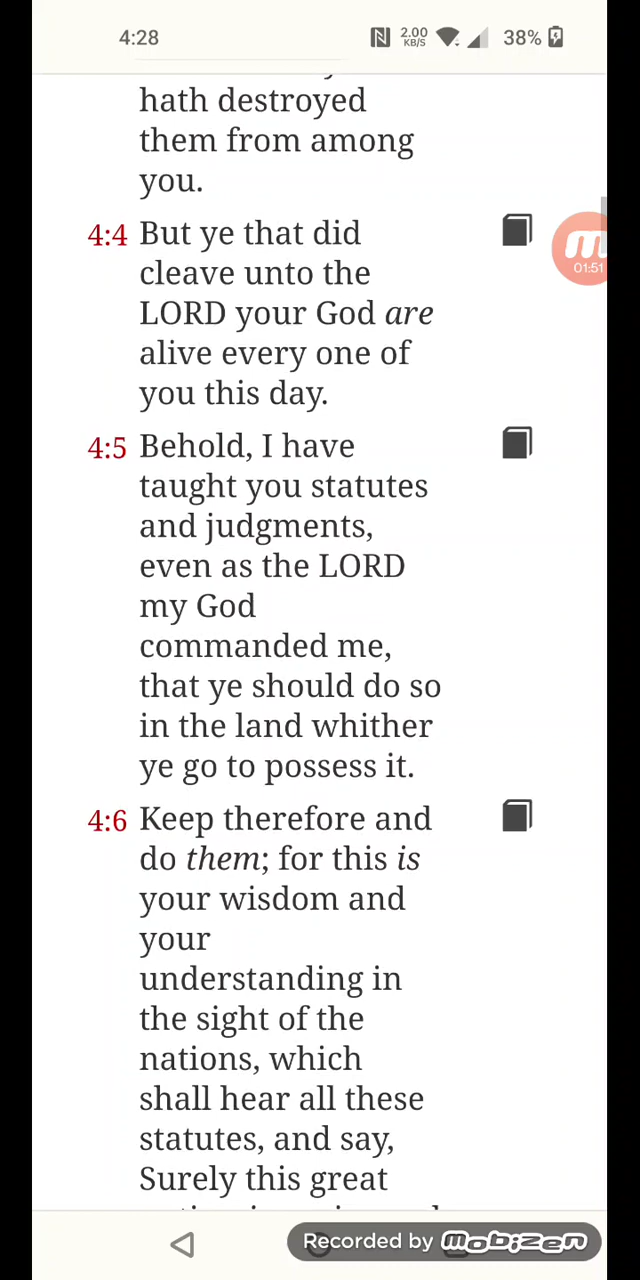 4:28
2.00
KB/S
38%
hath destroyed
them from among
you.
4:4 But ye that did
cleave unto the
LORD your God are
alive every one of
you this day.
01:51
4:5 Behold, I have
taught you statutes
and judgments,
even as the LORD
my God
commanded me,
that ye should do so
in the land whither
ye go to possess it.
4:6 Keep therefore and
do them; for this is
your wisdom and
your
understanding in
the sight of the
nations, which
shall hear all these
statutes, and say,
Surely this great
Recorded by Mobizen